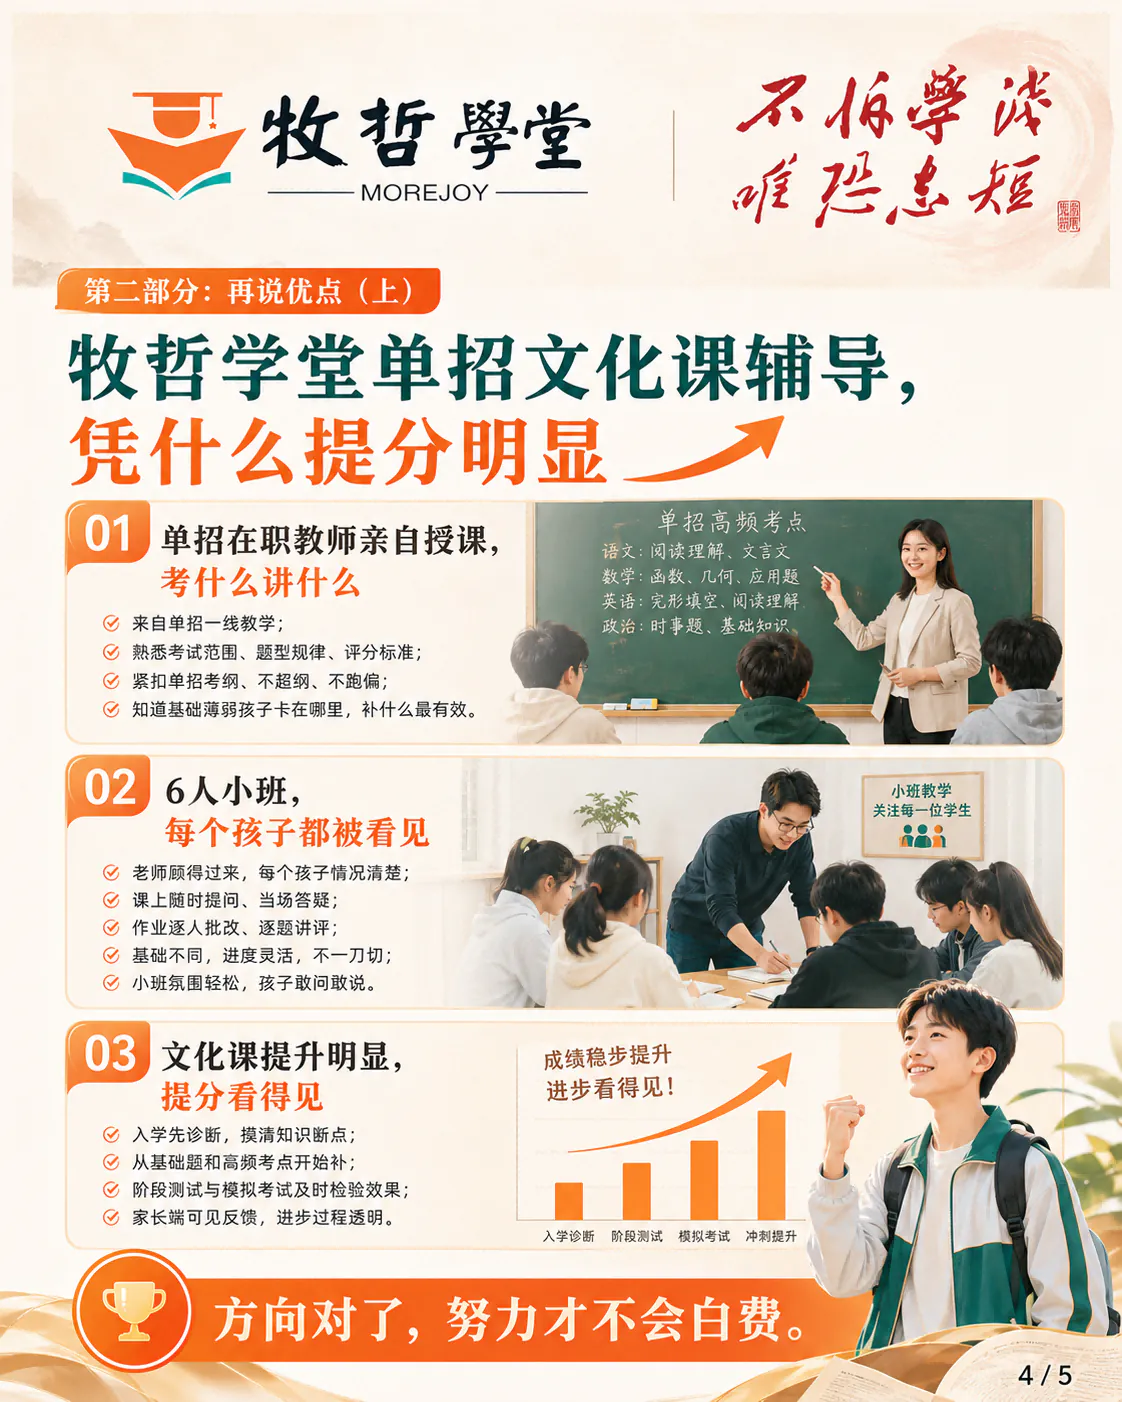 牧哲學堂
MOREJOY
不怕學淺
唯恐志短
第二部分：再说优点（上）
牧哲学堂单招文化课辅导，
凭什么提分明显
01
单招在职教师亲自授课，
考什么讲什么
来自单招一线教学；
熟悉考试范围、题型规律、评分标准；
紧扣单招考纲、不超纲、不跑偏；
知道基础薄弱孩子卡在哪里，补什么最有效。
单招高频考点
语文：阅读理解、文言文
数学：函数、几何、应用题
英语：完形填空、阅读理解
政治：时事题、基础知识
02
6人小班，
每个孩子都被看见
老师顾得过来，每个孩子情况清楚；
课上随时提问、当场答疑；
作业逐人批改、逐题讲评；
基础不同，进度灵活，不一刀切；
小班氛围轻松，孩子敢问敢说。
小班教学
关注每一位学生
03
文化课提升明显，
提分看得见
入学先诊断，摸清知识断点；
从基础题和高频考点开始补；
阶段测试与模拟考试及时检验效果；
家长端可见反馈，进步过程透明。
成绩稳步提升
进步看得见！
入学诊断 阶段测试 模拟考试 冲刺提升
方向对了，努力才不会白费。
4 / 5